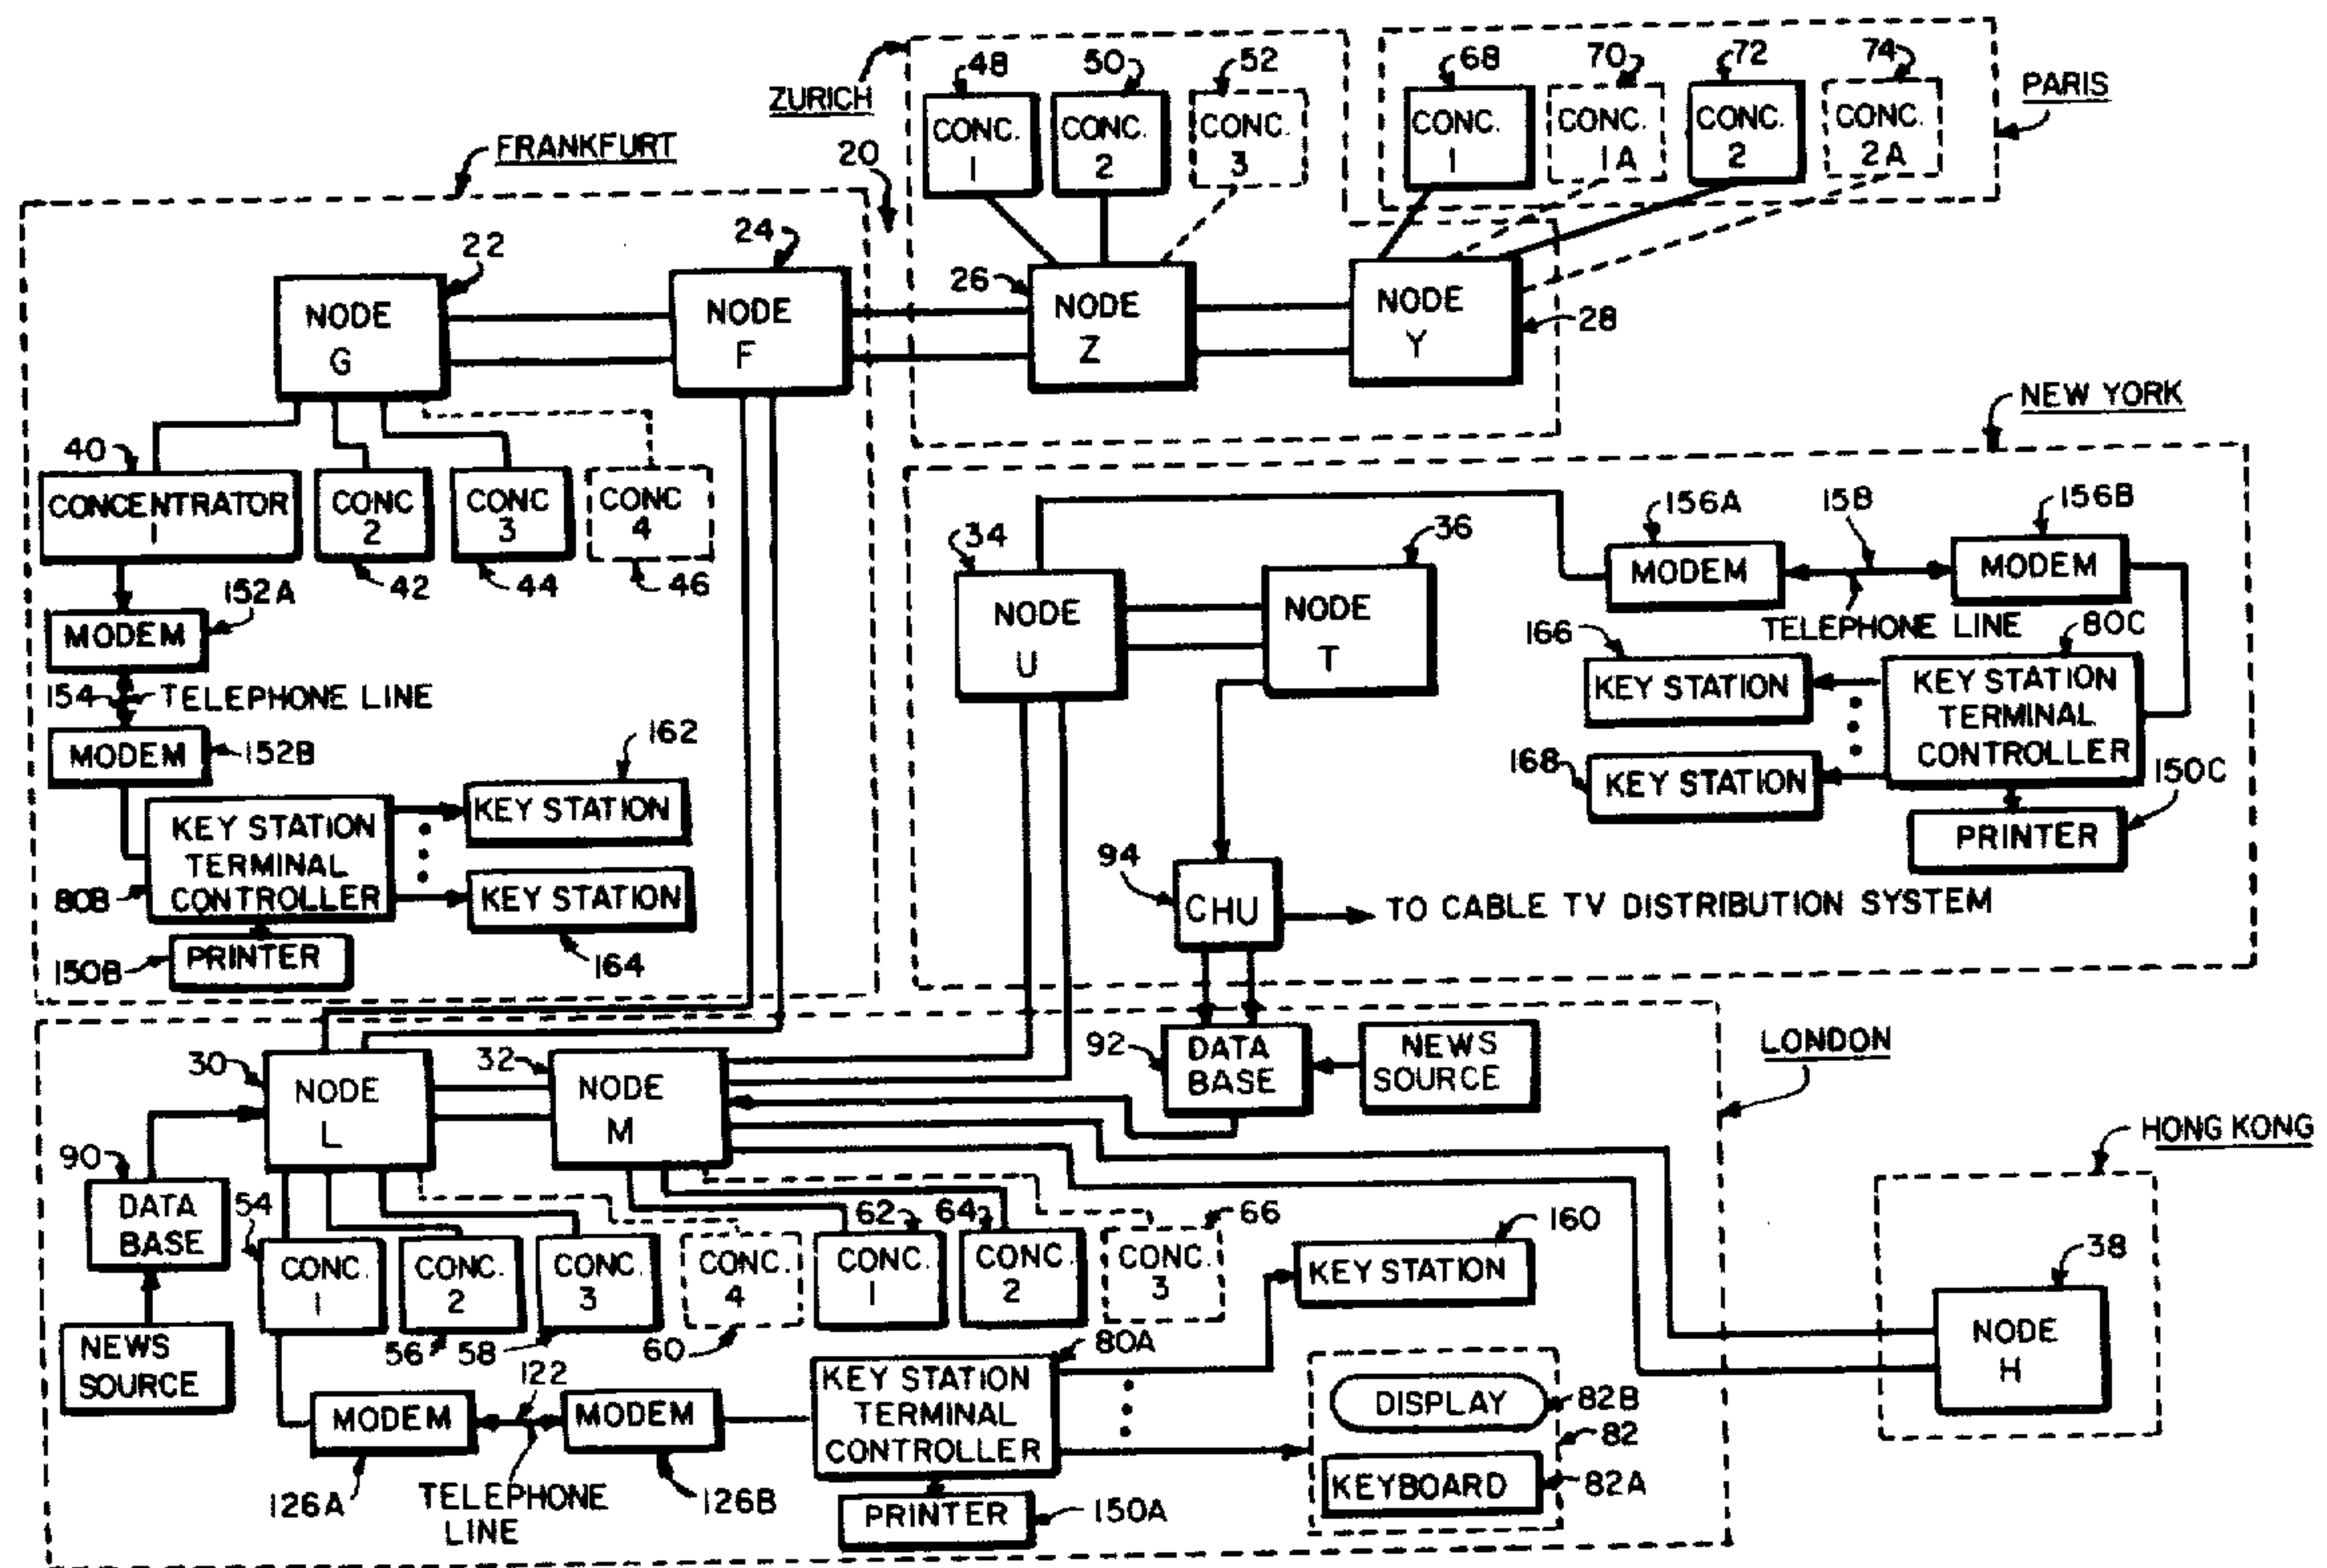 ZURICH
48
50
52
68
70
72
74
PARIS
CONC. 1
CONC. 2
CONC. 3
CONC. 1
CONC. 1A
CONC. 2
CONC. 2A
FRANKFURT
20
22
24
26
28
NODE G
NODE F
NODE Z
NODE Y
NEW YORK
40
CONCENTRATOR 1
CONC 2
CONC 3
CONC 4
42
44
46
152A
MODEM
154
TELEPHONE LINE
MODEM
152B
162
KEY STATION
KEY STATION TERMINAL CONTROLLER
KEY STATION
80B
164
150B
PRINTER
34
36
NODE U
NODE T
156A
158
156B
MODEM
MODEM
TELEPHONE LINE
80C
166
KEY STATION
KEY STATION TERMINAL CONTROLLER
168
KEY STATION
150C
PRINTER
94
CHU
TO CABLE TV DISTRIBUTION SYSTEM
LONDON
30
32
NODE L
NODE M
92
DATA BASE
NEWS SOURCE
HONG KONG
90
DATA BASE
54
62
64
66
160
38
CONC. 1
CONC. 2
CONC. 3
CONC. 4
CONC. 1
CONC. 2
CONC. 3
KEY STATION
NODE H
NEWS SOURCE
56
58
60
80A
122
MODEM
MODEM
KEY STATION TERMINAL CONTROLLER
DISPLAY
82B
82
KEYBOARD
82A
126A
TELEPHONE LINE
126B
PRINTER
150A